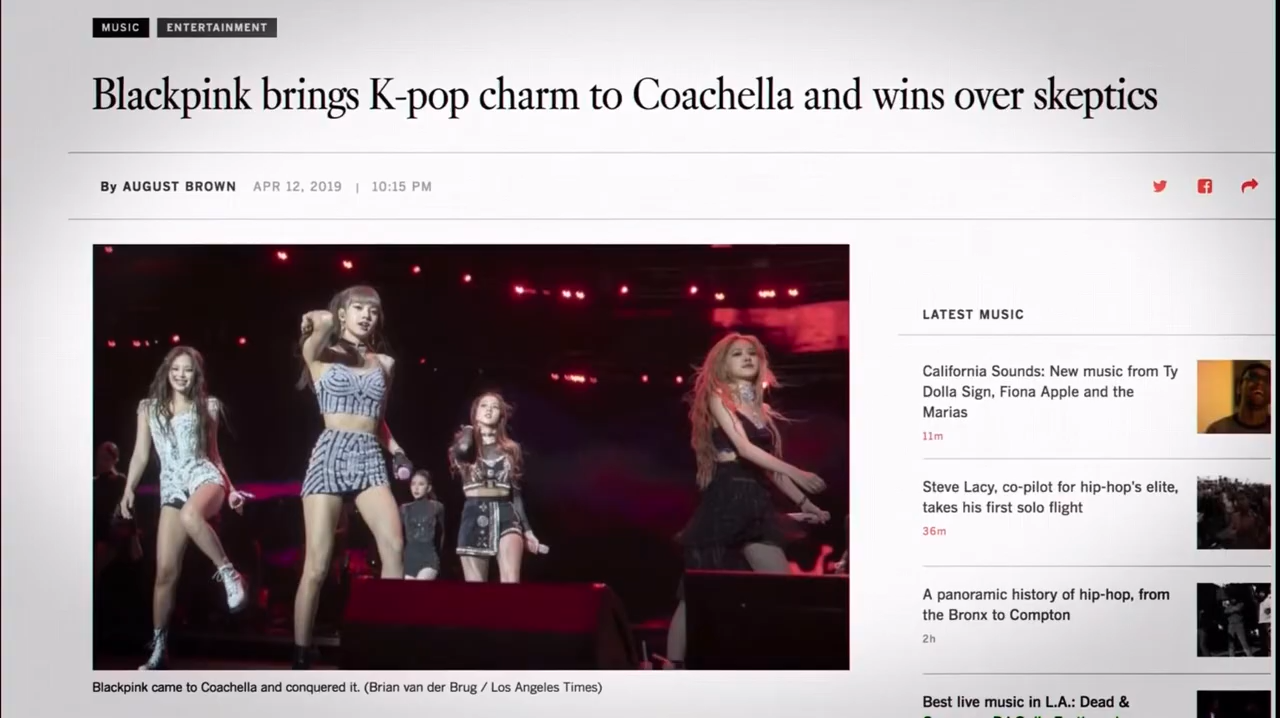 MUSIC ENTERTAINMENT
Blackpink brings K-pop charm to Coachella and wins over skeptics
By AUGUST BROWN APR 12, 2019 | 10:15 PM
Blackpink came to Coachella and conquered it. (Brian van der Brug / Los Angeles Times)
LATEST MUSIC
California Sounds: New music from Ty
Dolla Sign, Fiona Apple and the
Marias
11m
Steve Lacy, co-pilot for hip-hop's elite,
takes his first solo flight
36m
A panoramic history of hip-hop, from
the Bronx to Compton
2h
Best live music in L.A.: Dead &